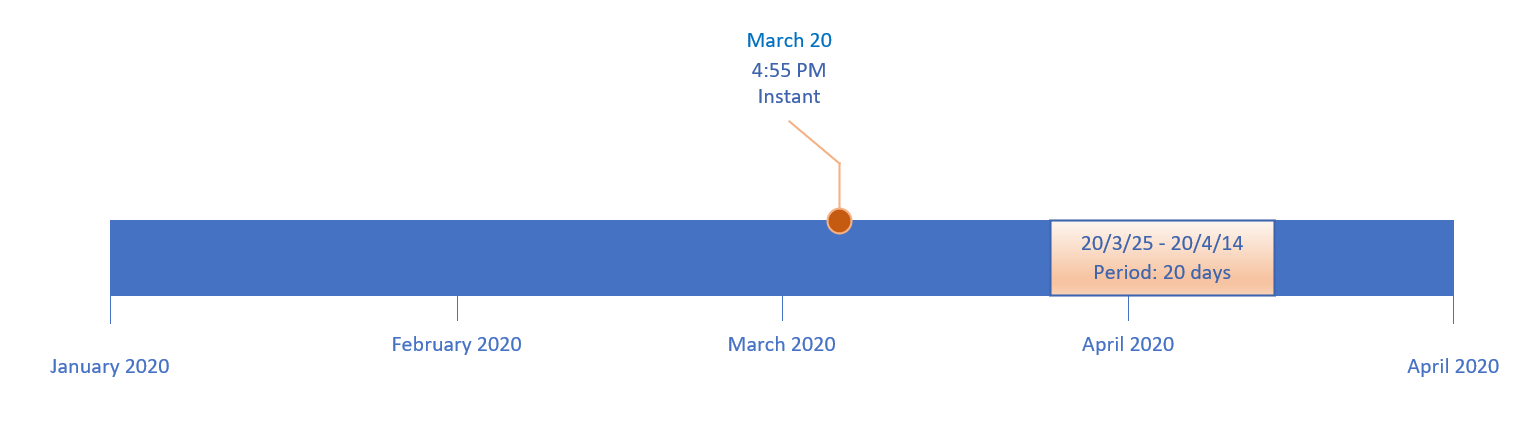 March 20
4:55 PM
Instant
20/3/25 - 20/4/14
Period: 20 days
February 2020
March 2020
April 2020
January 2020
April 2020